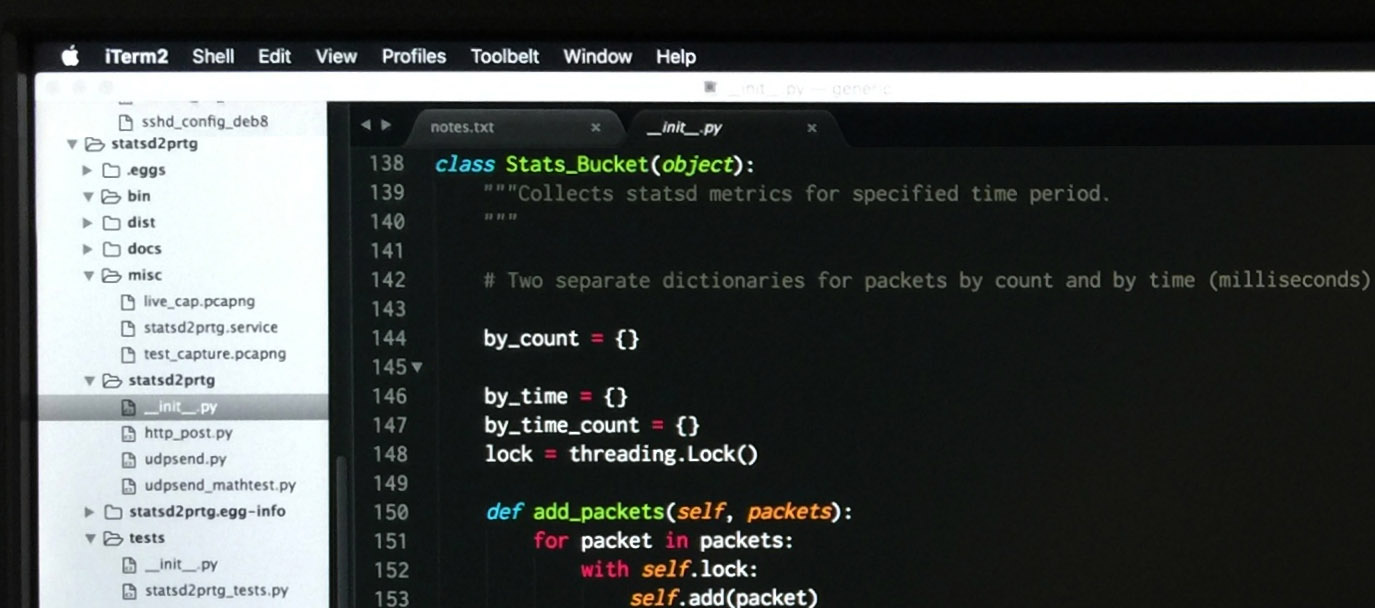 iTerm2 Shell Edit View Profiles Toolbelt Window Help
__init__.py — generic
sshd_config_deb8
statsd2prtg
.eggs
bin
dist
docs
misc
live_cap.pcapng
statsd2prtg.service
test_capture.pcapng
statsd2prtg
__init__.py
http_post.py
udpsend.py
udpsend_mathtest.py
statsd2prtg.egg-info
tests
__init__.py
statsd2prtg_tests.py
notes.txt × __init__.py ×
138 class Stats_Bucket(object):
139     """Collects statsd metrics for specified time period.
140     """
141
142     # Two separate dictionaries for packets by count and by time (milliseconds)
143
144     by_count = {}
145
146     by_time = {}
147     by_time_count = {}
148     lock = threading.Lock()
149
150     def add_packets(self, packets):
151         for packet in packets:
152             with self.lock:
153                 self.add(packet)